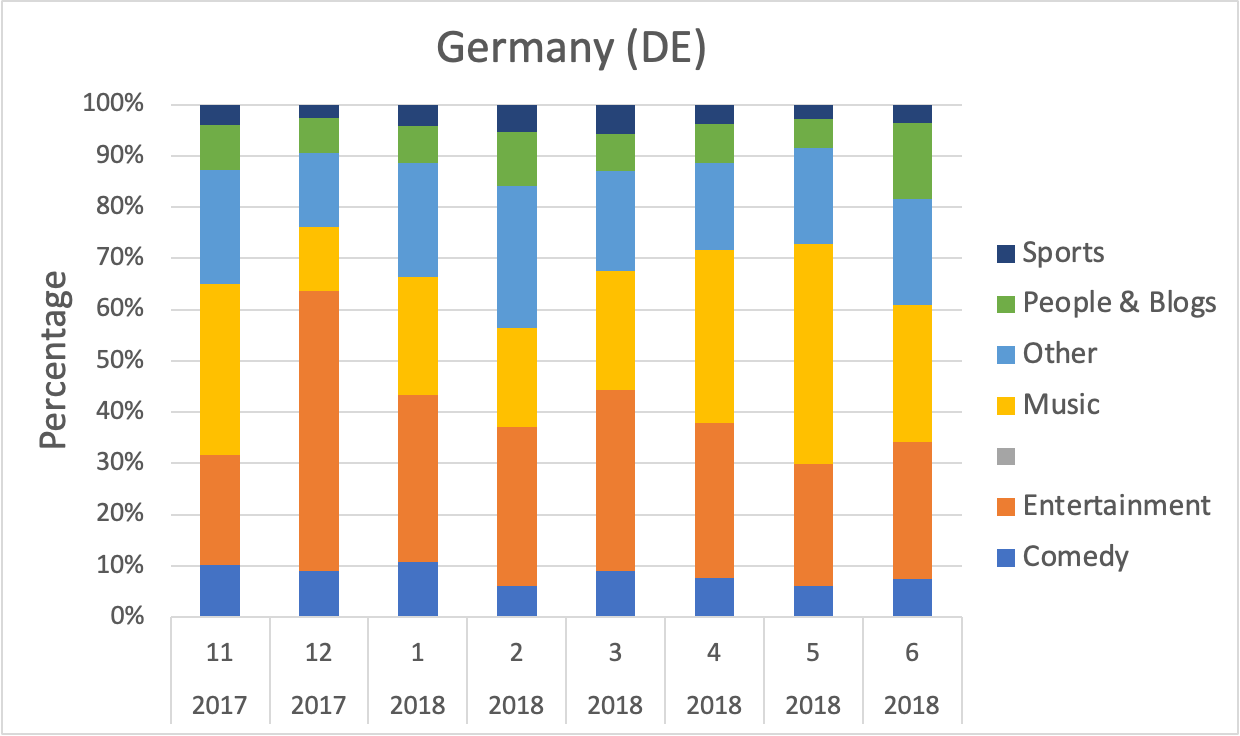 Germany (DE)
Percentage
100%
90%
80%
70%
60%
50%
40%
30%
20%
10%
0%
11 12 1 2 3 4 5 6
2017 2017 2018 2018 2018 2018 2018 2018
Sports
People & Blogs
Other
Music
Entertainment
Comedy